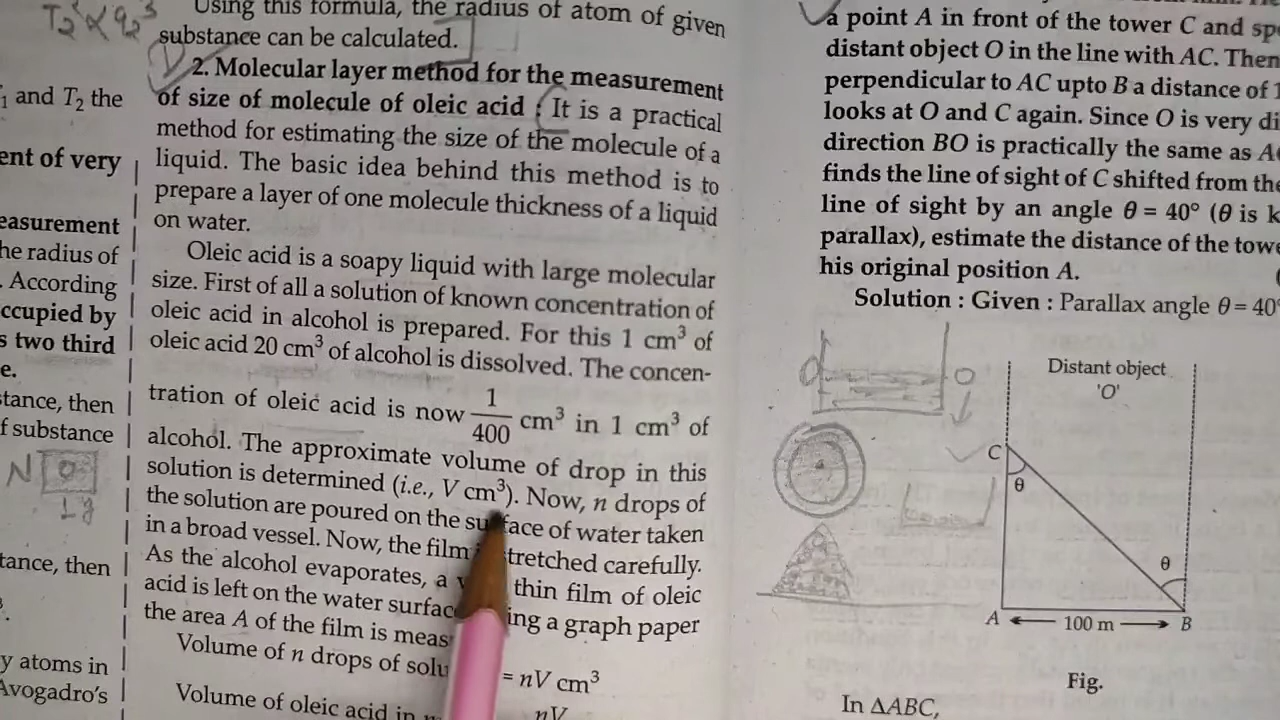 T₂² ∝ a₂³
1 and T2 the
ent of very
easurement
he radius of
. According
ccupied by
s two third
e.
stance, then
f substance
N
tance, then
y atoms in
Avogadro's
Using this formula, the radius of atom of given
substance can be calculated.
2. Molecular layer method for the measurement
of size of molecule of oleic acid : It is a practical
method for estimating the size of the molecule of a
liquid. The basic idea behind this method is to
prepare a layer of one molecule thickness of a liquid
on water.
Oleic acid is a soapy liquid with large molecular
size. First of all a solution of known concentration of
oleic acid in alcohol is prepared. For this 1 cm³ of
oleic acid 20 cm³ of alcohol is dissolved. The concen-
tration of oleic acid is now 1/400 cm³ in 1 cm³ of
alcohol. The approximate volume of drop in this
solution is determined (i.e., V cm³). Now, n drops of
the solution are poured on the surface of water taken
in a broad vessel. Now, the film stretched carefully.
As the alcohol evaporates, a thin film of oleic
acid is left on the water surfac ing a graph paper
the area A of the film is meas
Volume of n drops of solu = nV cm³
Volume of oleic acid in nV
a point A in front of the tower C and sp
distant object O in the line with AC. Then
perpendicular to AC upto B a distance of 1
looks at O and C again. Since O is very di
direction BO is practically the same as A
finds the line of sight of C shifted from the
line of sight by an angle θ = 40° (θ is k
parallax), estimate the distance of the towe
his original position A.
Solution : Given : Parallax angle θ = 40°
Distant object
'O'
C
θ
θ
A 100 m B
Fig.
In ΔABC,